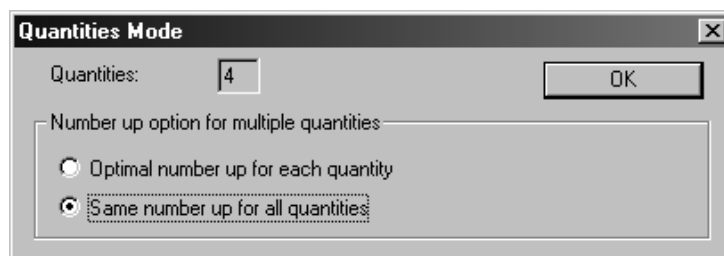 Quantities Mode
Quantities: 4 OK
Number up option for multiple quantities
Optimal number up for each quantity
Same number up for all quantities